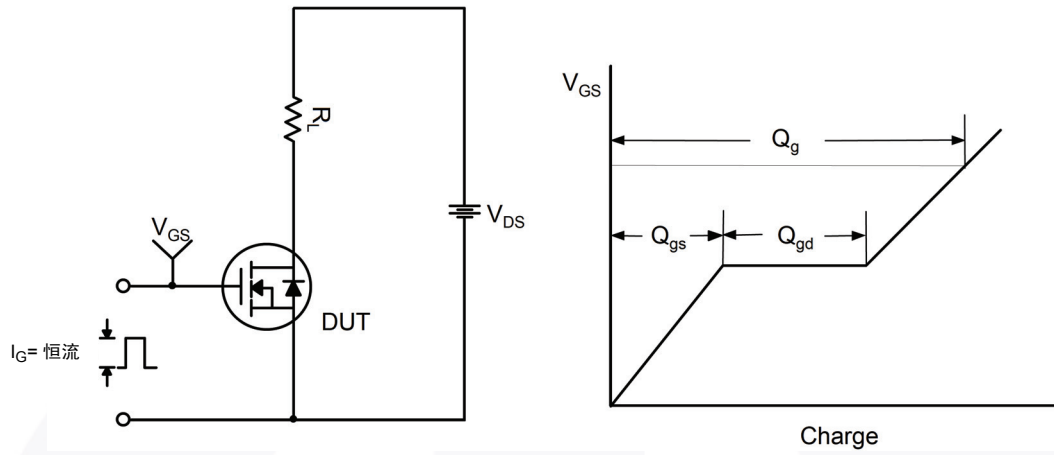 R_L
V_DS
V_GS
DUT
I_G= 恒流
V_GS
Q_g
Q_gs
Q_gd
Charge